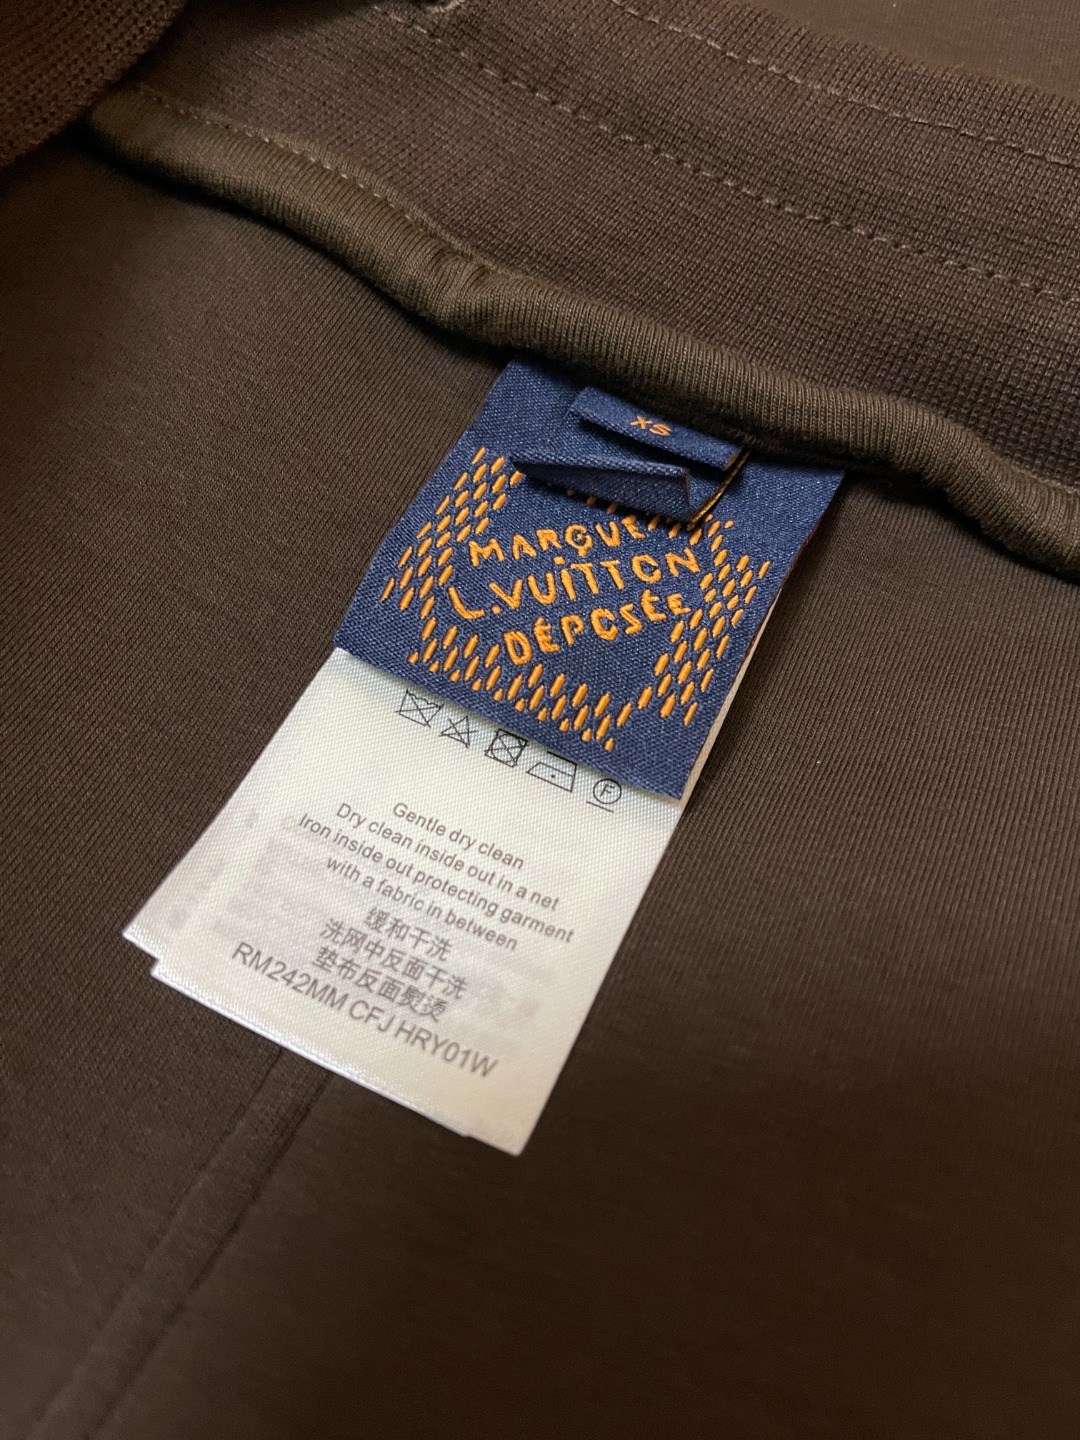 XS
MARQUE
L.VUITTON
DÉPOSÉE
F
Gentle dry clean
Dry clean inside out in a net
Iron inside out protecting garment
with a fabric in between
缓和干洗
洗网中反面干洗
垫布反面熨烫
RM242MM CFJ HRY01W